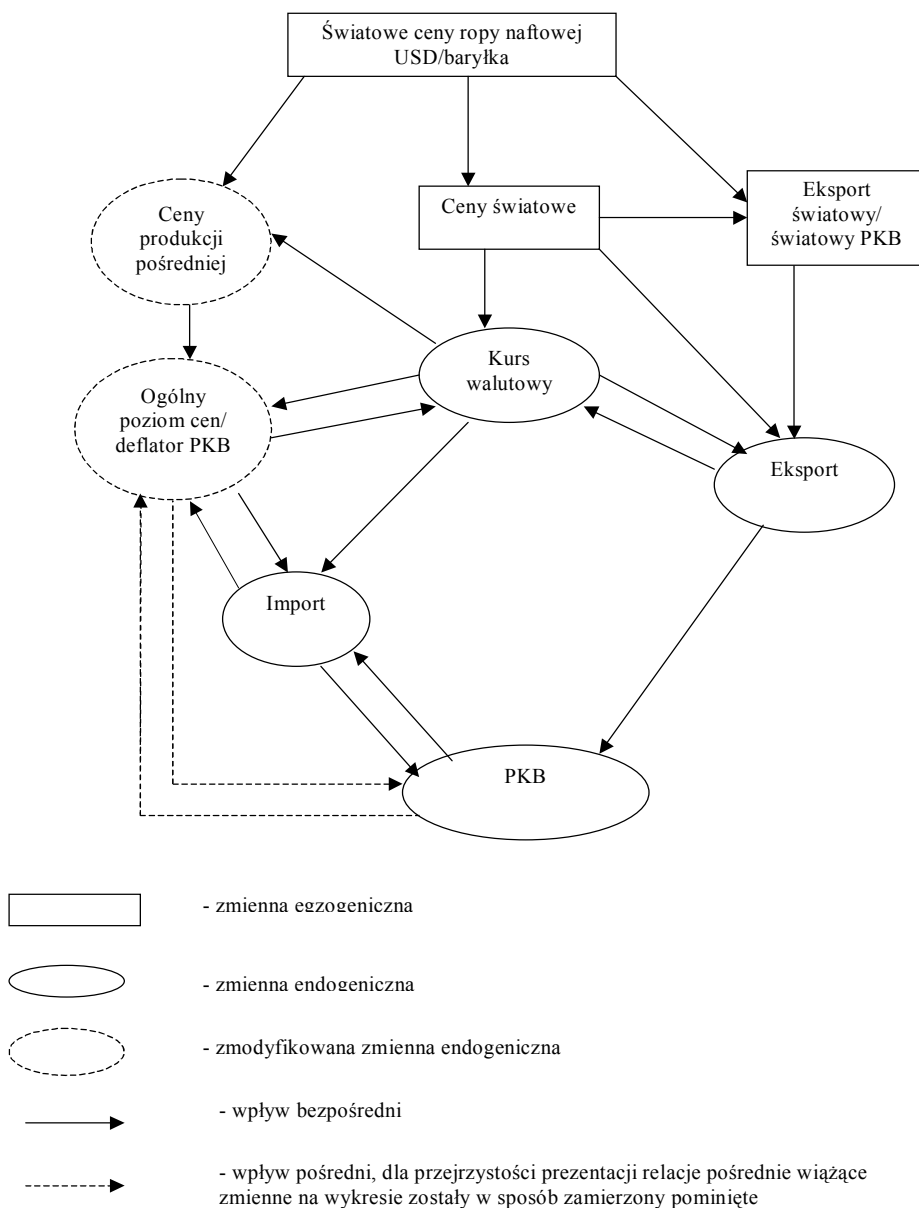 Światowe ceny ropy naftowej
USD/baryłka
Ceny
produkcji
pośredniej
Ceny światowe
Eksport
światowy/
światowy PKB
Ogólny
poziom cen/
deflator PKB
Kurs
walutowy
Eksport
Import
PKB
- zmienna egzogeniczna
- zmienna endogeniczna
- zmodyfikowana zmienna endogeniczna
- wpływ bezpośredni
- wpływ pośredni, dla przejrzystości prezentacji relacje pośrednie wiążące
zmienne na wykresie zostały w sposób zamierzony pominięte